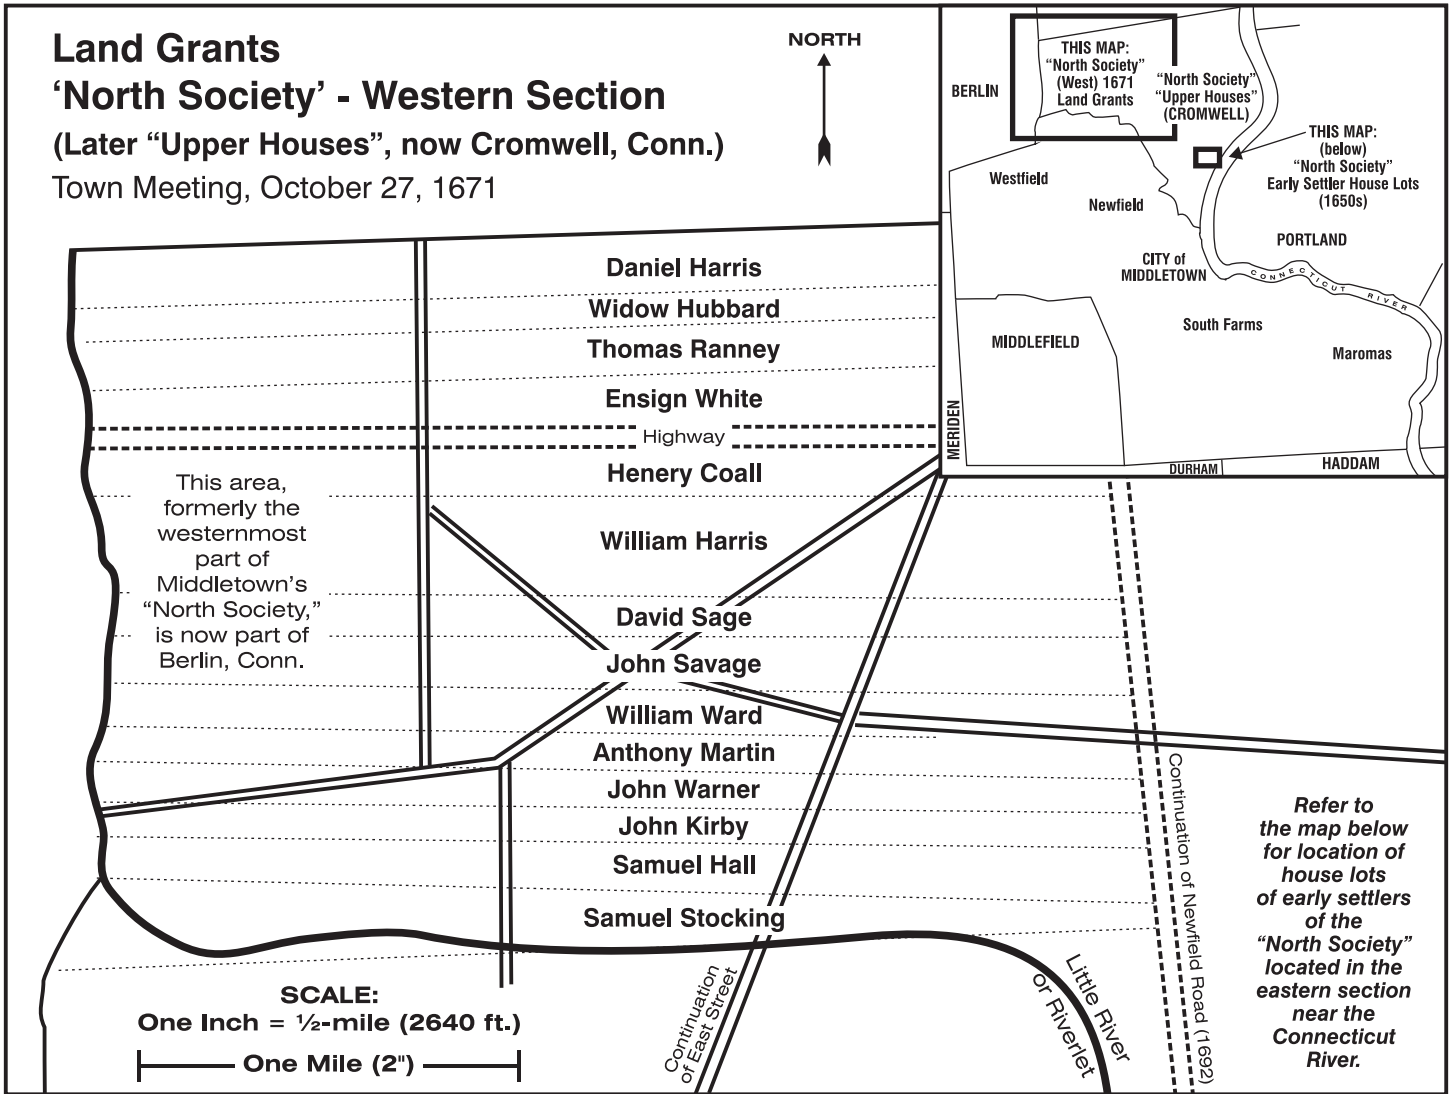 Land Grants
‘North Society’ - Western Section
(Later “Upper Houses”, now Cromwell, Conn.)
Town Meeting, October 27, 1671
NORTH
THIS MAP:
“North Society”
(West) 1671
Land Grants
BERLIN
“North Society”
“Upper Houses”
(CROMWELL)
THIS MAP:
(below)
“North Society”
Early Settler House Lots
(1650s)
Westfield
Newfield
PORTLAND
CITY of
MIDDLETOWN
CONNECTICUT RIVER
South Farms
MIDDLEFIELD
Maromas
MERIDEN
DURHAM
HADDAM
Daniel Harris
Widow Hubbard
Thomas Ranney
Ensign White
Highway
Henery Coall
William Harris
David Sage
John Savage
William Ward
Anthony Martin
John Warner
John Kirby
Samuel Hall
Samuel Stocking
This area,
formerly the
westernmost
part of
Middletown’s
“North Society,”
is now part of
Berlin, Conn.
SCALE:
One Inch = ½-mile (2640 ft.)
One Mile (2")
Continuation
of East Street
Little River
or Riverlet
Continuation of Newfield Road (1692)
Refer to
the map below
for location of
house lots
of early settlers
of the
“North Society”
located in the
eastern section
near the
Connecticut
River.